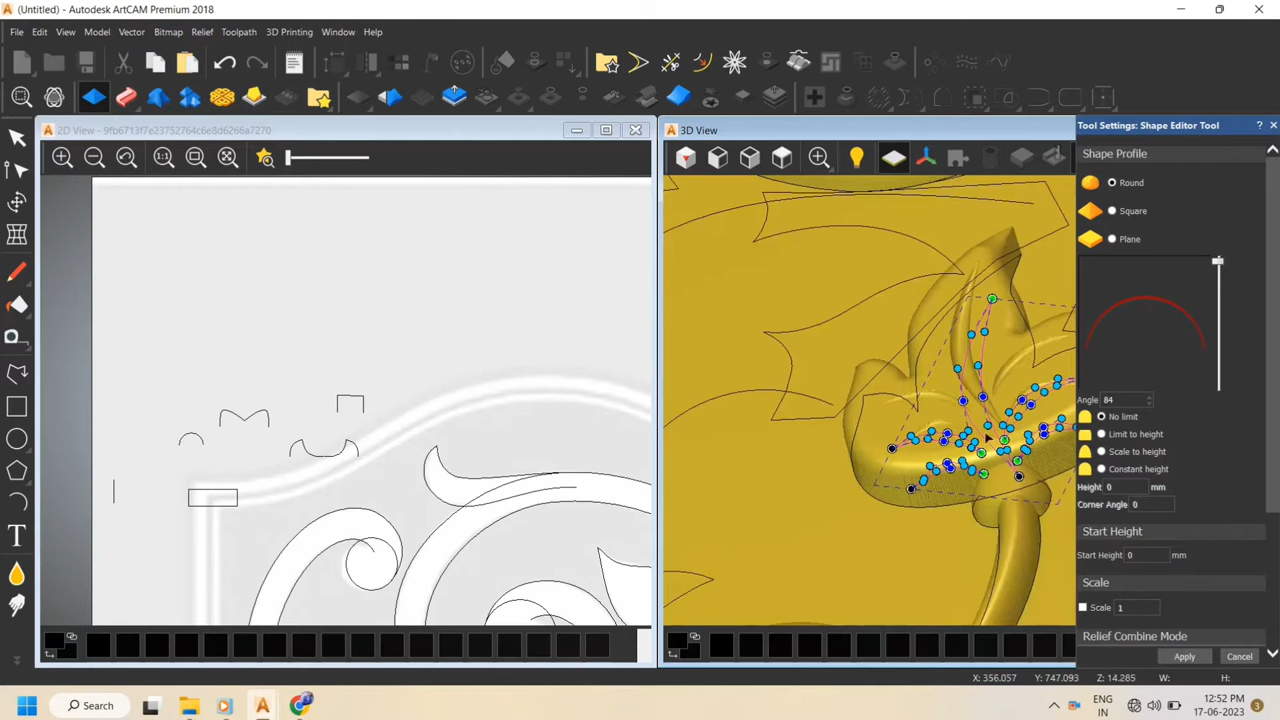 (Untitled) - Autodesk ArtCAM Premium 2018
File Edit View Model Vector Bitmap Relief Toolpath 3D Printing Window Help
2D View - 9fb6713f7e23752764c6e8d6266a7270
3D View
Tool Settings: Shape Editor Tool ?
1:1
Shape Profile
Round
Square
Plane
Angle 84
No limit
Limit to height
Scale to height
Constant height
Height 0 mm
Corner Angle 0
Start Height
Start Height 0 mm
Scale
Scale 1
Relief Combine Mode
Apply Cancel
X: 356.057 Y: 747.093 Z: 14.285 W: H:
Search
ENG
IN
12:52 PM
17-06-2023
3